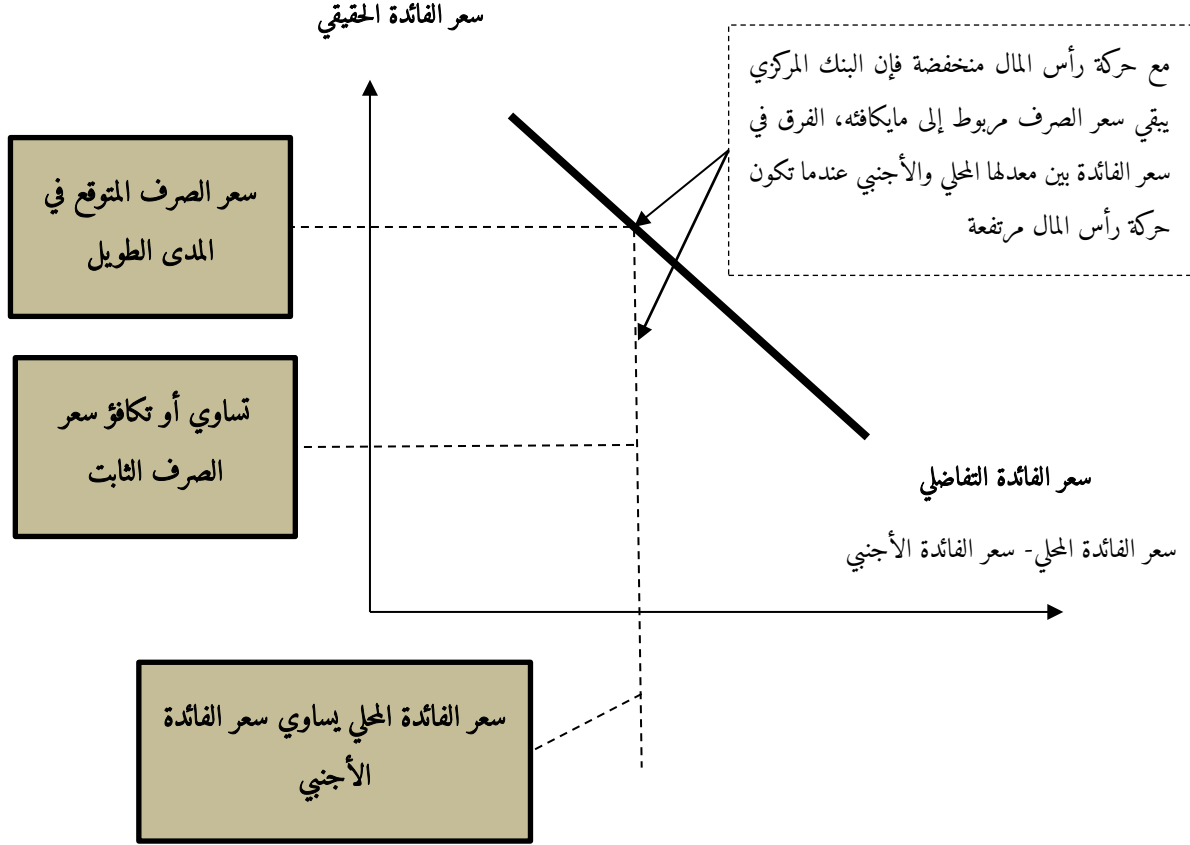 سعر الفائدة الحقيقي
مع حركة رأس المال منخفضة فإن البنك المركزي
يبقي سعر الصرف مربوط إلى مايكافئه، الفرق في
سعر الفائدة بين معدلها المحلي والأجنبي عندما تكون
حركة رأس المال مرتفعة
سعر الصرف المتوقع في
المدى الطويل
تساوي أو تكافؤ سعر
الصرف الثابت
سعر الفائدة التفاضلي
سعر الفائدة المحلي- سعر الفائدة الأجنبي
سعر الفائدة المحلي يساوي سعر الفائدة
الأجنبي